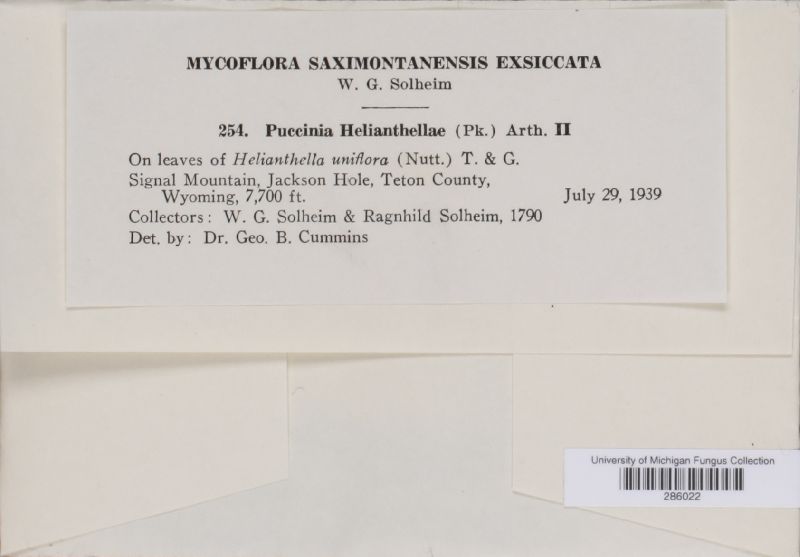 MYCOFLORA SAXIMONTANENSIS EXSICCATA
W. G. Solheim
254. Puccinia Helianthellae (Pk.) Arth. II
On leaves of Helianthella uniflora (Nutt.) T. & G.
Signal Mountain, Jackson Hole, Teton County,
Wyoming, 7,700 ft. July 29, 1939
Collectors: W. G. Solheim & Ragnhild Solheim, 1790
Det. by: Dr. Geo. B. Cummins
University of Michigan Fungus Collection
286022